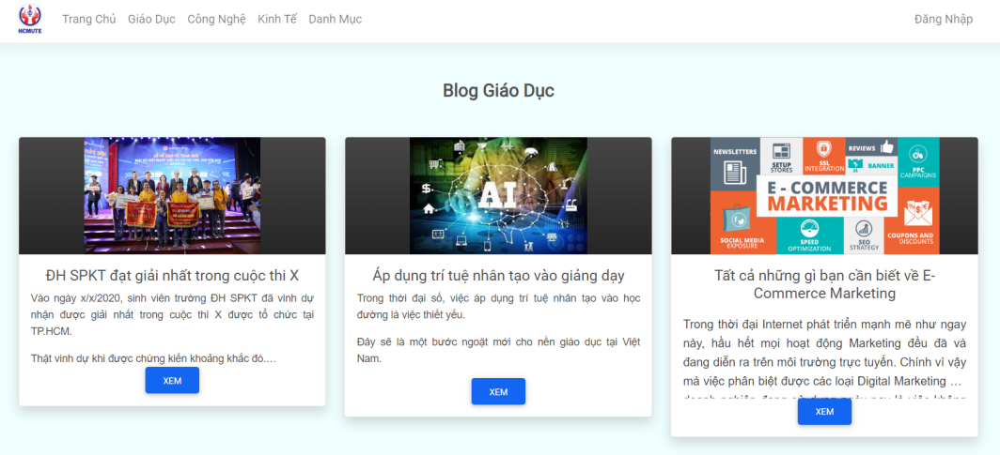 HCMUTE
Trang Chủ Giáo Dục Công Nghệ Kinh Tế Danh Mục
Đăng Nhập
Blog Giáo Dục
ĐH SPKT đạt giải nhất trong cuộc thi X
Vào ngày x/x/2020, sinh viên trường ĐH SPKT đã vinh dự
nhận được giải nhất trong cuộc thi X được tổ chức tại
TP.HCM.
Thật vinh dự khi được chứng kiến khoảng khắc đó....
XEM
AI
$
Áp dụng trí tuệ nhân tạo vào giảng dạy
Trong thời đại số, việc áp dụng trí tuệ nhân tạo vào học
đường là việc thiết yếu.
Đây sẽ là một bước ngoặt mới cho nền giáo dục tại Việt
Nam.
XEM
NEWSLETTERS
SETUP
STORES
SSL
INTEGRATION
REVIEWS
BANNER
PPC
CAMPAIGNS
E - COMMERCE
MARKETING
SOCIAL MEDIA
EXPOSURE
SPEED
OPTIMIZATION
SEO
STRATEGY
COUPONS AND
DISCOUNTS
Tất cả những gì bạn cần biết về E-
Commerce Marketing
Trong thời đại Internet phát triển mạnh mẽ như ngay
này, hầu hết mọi hoạt động Marketing đều đã và
đang diễn ra trên môi trường trực tuyến. Chính vì vậy
mà việc phân biệt được các loại Digital Marketing ...
doanh nghiệp đang sử dụng ngày nay là việc không
XEM